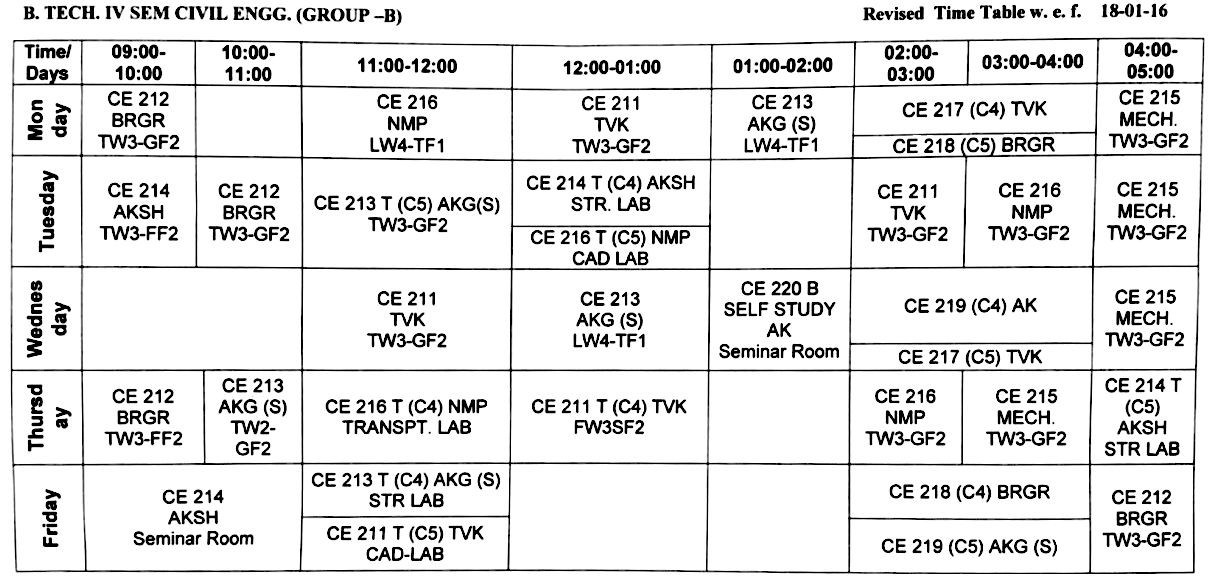 B. TECH. IV SEM CIVIL ENGG. (GROUP –B)
Revised Time Table w. e. f. 18-01-16
Time/
Days
09:00-
10:00
10:00-
11:00
11:00-12:00
12:00-01:00
01:00-02:00
02:00-
03:00
03:00-04:00
04:00-
05:00
Mon
day
CE 212
BRGR
TW3-GF2
CE 216
NMP
LW4-TF1
CE 211
TVK
TW3-GF2
CE 213
AKG (S)
LW4-TF1
CE 217 (C4) TVK
CE 218 (C5) BRGR
CE 215
MECH.
TW3-GF2
Tuesday
CE 214
AKSH
TW3-FF2
CE 212
BRGR
TW3-GF2
CE 213 T (C5) AKG(S)
TW3-GF2
CE 214 T (C4) AKSH
STR. LAB
CE 216 T (C5) NMP
CAD LAB
CE 211
TVK
TW3-GF2
CE 216
NMP
TW3-GF2
CE 215
MECH.
TW3-GF2
Wednes
day
CE 211
TVK
TW3-GF2
CE 213
AKG (S)
LW4-TF1
CE 220 B
SELF STUDY
AK
Seminar Room
CE 219 (C4) AK
CE 217 (C5) TVK
CE 215
MECH.
TW3-GF2
Thursd
ay
CE 212
BRGR
TW3-FF2
CE 213
AKG (S)
TW2-
GF2
CE 216 T (C4) NMP
TRANSPT. LAB
CE 211 T (C4) TVK
FW3SF2
CE 216
NMP
TW3-GF2
CE 215
MECH.
TW3-GF2
CE 214 T
(C5)
AKSH
STR LAB
Friday
CE 214
AKSH
Seminar Room
CE 213 T (C4) AKG (S)
STR LAB
CE 211 T (C5) TVK
CAD-LAB
CE 218 (C4) BRGR
CE 219 (C5) AKG (S)
CE 212
BRGR
TW3-GF2